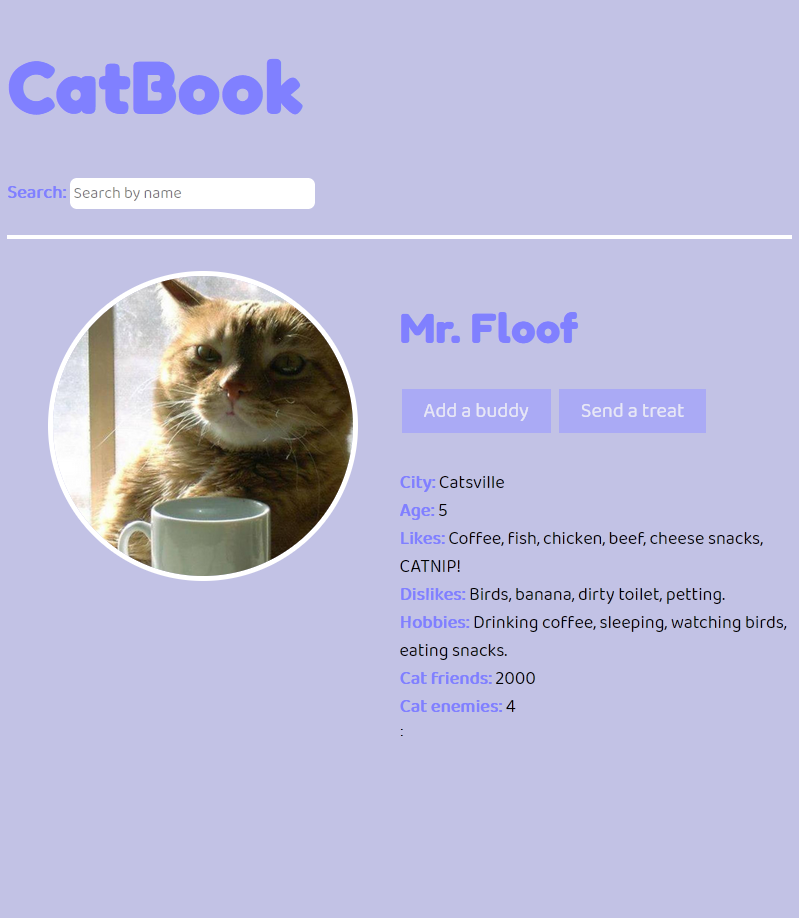 CatBook
Search: Search by name
Mr. Floof
Add a buddy Send a treat
City: Catsville
Age: 5
Likes: Coffee, fish, chicken, beef, cheese snacks,
CATNIP!
Dislikes: Birds, banana, dirty toilet, petting.
Hobbies: Drinking coffee, sleeping, watching birds,
eating snacks.
Cat friends: 2000
Cat enemies: 4
: